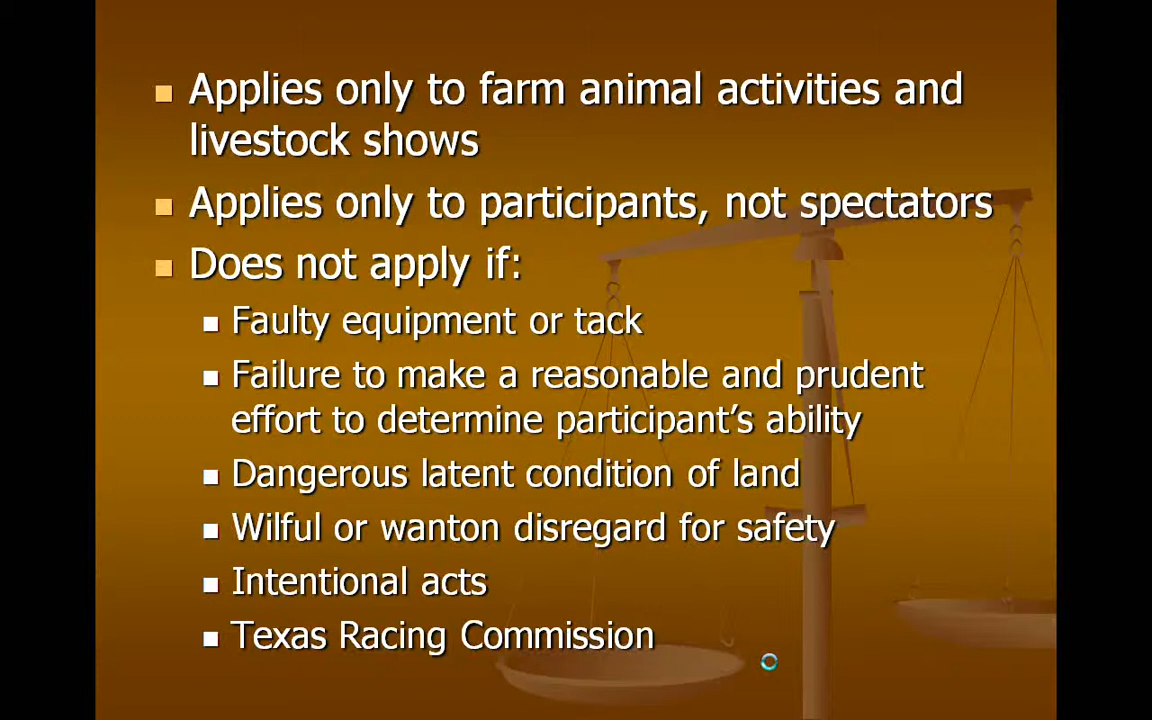 Applies only to farm animal activities and
livestock shows
Applies only to participants, not spectators
Does not apply if:
Faulty equipment or tack
Failure to make a reasonable and prudent
effort to determine participant’s ability
Dangerous latent condition of land
Wilful or wanton disregard for safety
Intentional acts
Texas Racing Commission